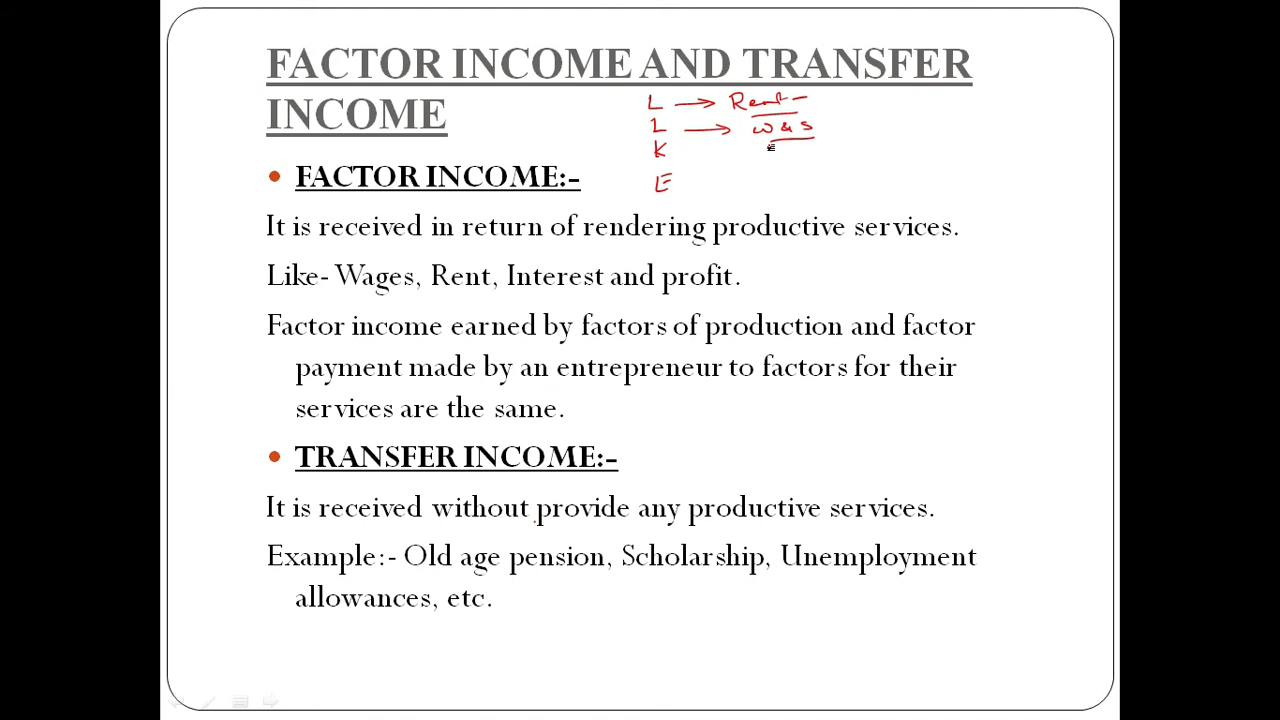 FACTOR INCOME AND TRANSFER
INCOME
L → Rent -
L → W & S
K
E
• FACTOR INCOME:-
It is received in return of rendering productive services.
Like- Wages, Rent, Interest and profit.
Factor income earned by factors of production and factor
payment made by an entrepreneur to factors for their
services are the same.
• TRANSFER INCOME:-
It is received without provide any productive services.
Example:- Old age pension, Scholarship, Unemployment
allowances, etc.